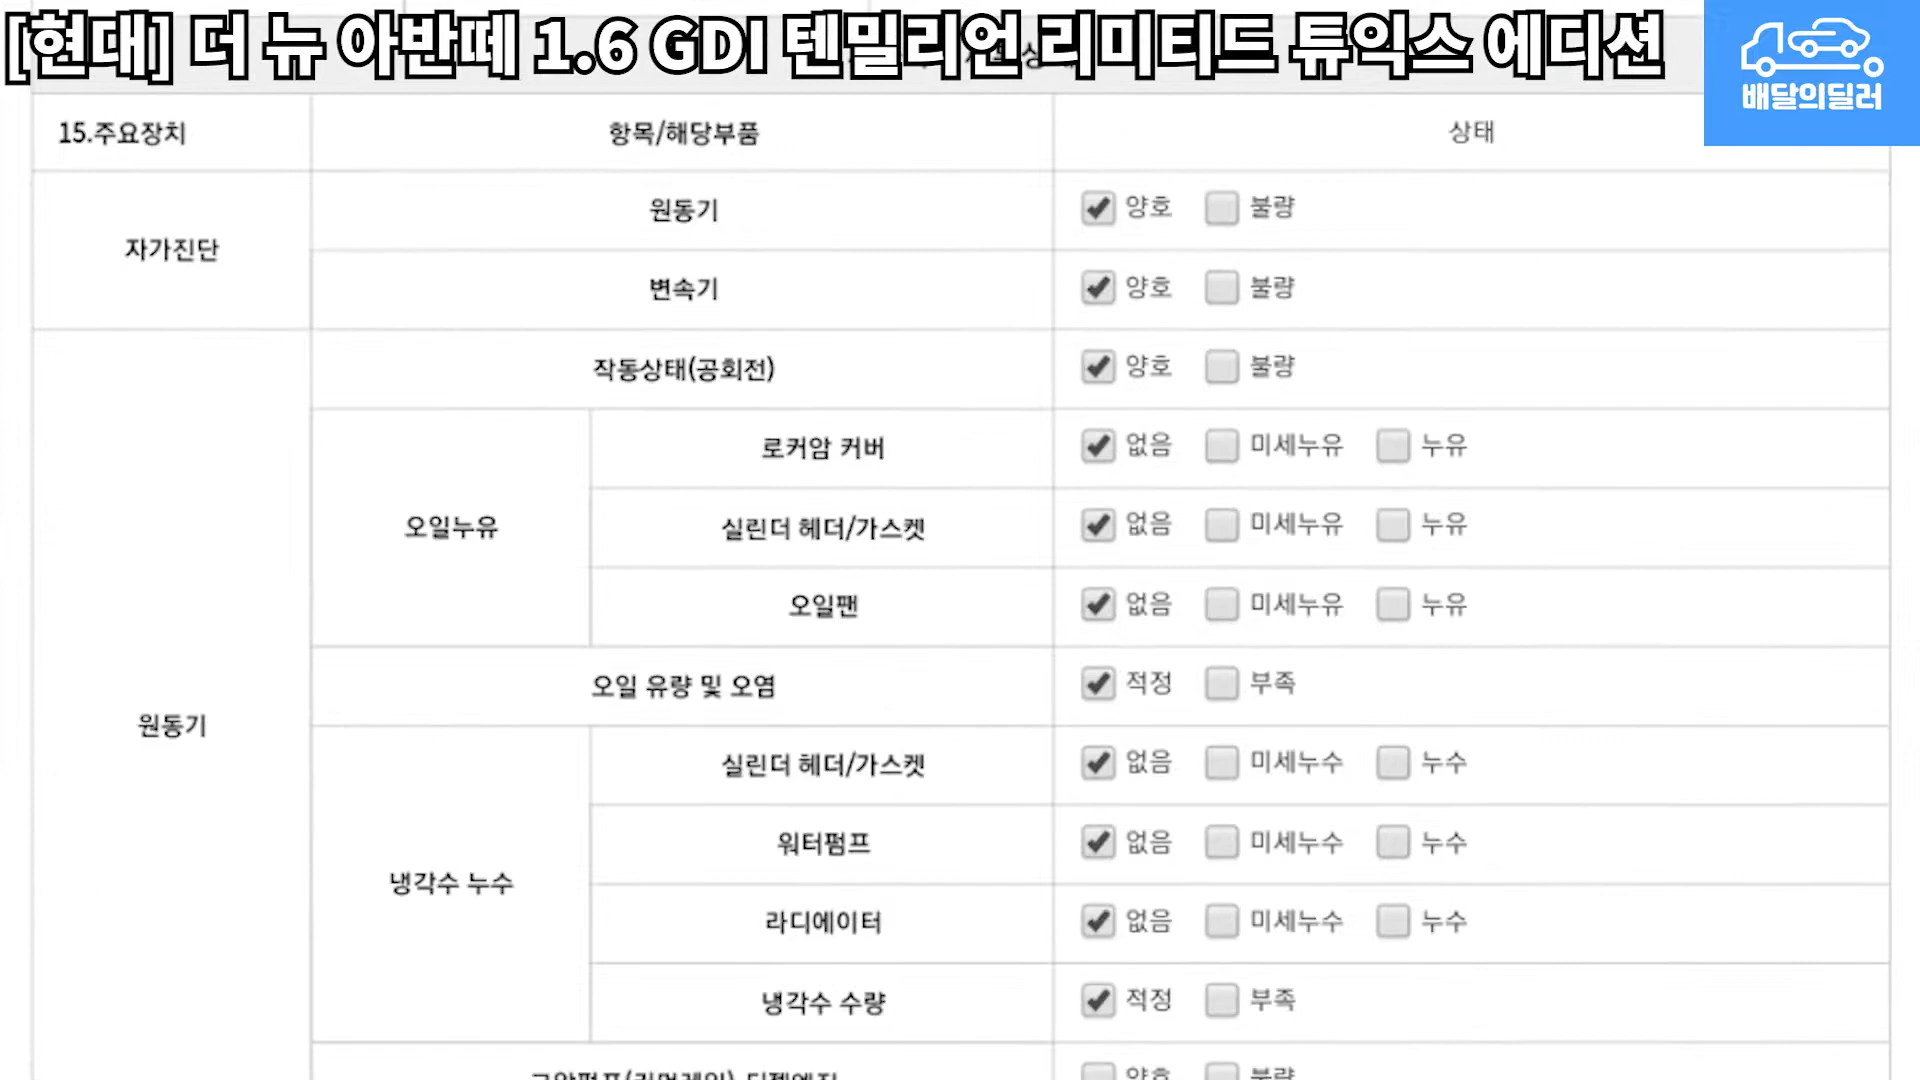 [현대] 더 뉴 아반떼 1.6 GDI 텐밀리언 리미티드 튜익스 에디션
배달의딜러
15.주요장치 항목/해당부품 상태
자가진단 원동기 양호 불량
변속기 양호 불량
원동기 작동상태(공회전) 양호 불량
오일누유 로커암 커버 없음 미세누유 누유
실린더 헤더/가스켓 없음 미세누유 누유
오일팬 없음 미세누유 누유
오일 유량 및 오염 적정 부족
냉각수 누수 실린더 헤더/가스켓 없음 미세누수 누수
워터펌프 없음 미세누수 누수
라디에이터 없음 미세누수 누수
냉각수 수량 적정 부족
양호 불량